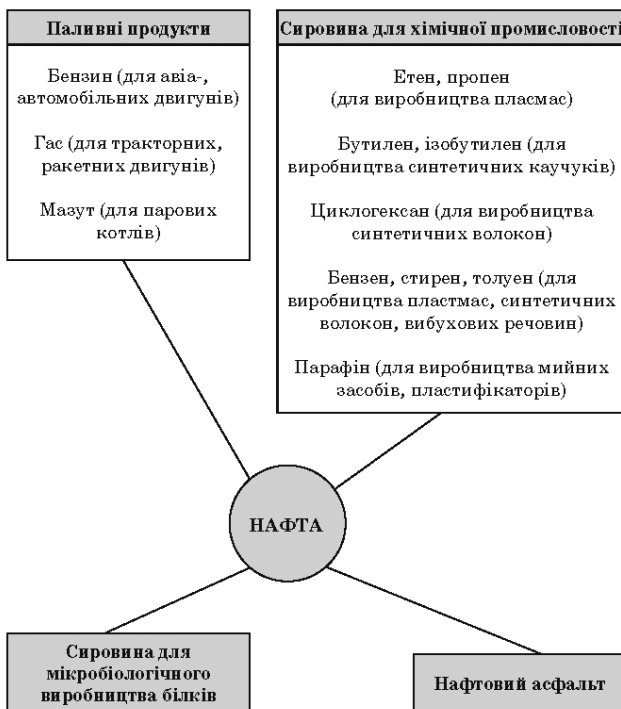 Паливні продукти
Бензин (для авіа-,
автомобільних двигунів)
Гас (для тракторних,
ракетних двигунів)
Мазут (для парових
котлів)
Сировина для хімічної промисловості
Етен, пропен
(для виробництва пласмас)
Бутилен, ізобутилен (для
виробництва синтетичних каучуків)
Циклогексан (для виробництва
синтетичних волокон)
Бензен, стирен, толуен (для
виробництва пластмас, синтетичних
волокон, вибухових речовин)
Парафін (для виробництва мийних
засобів, пластифікаторів)
НАФТА
Сировина для
мікробіологічного
виробництва білків
Нафтовий асфальт